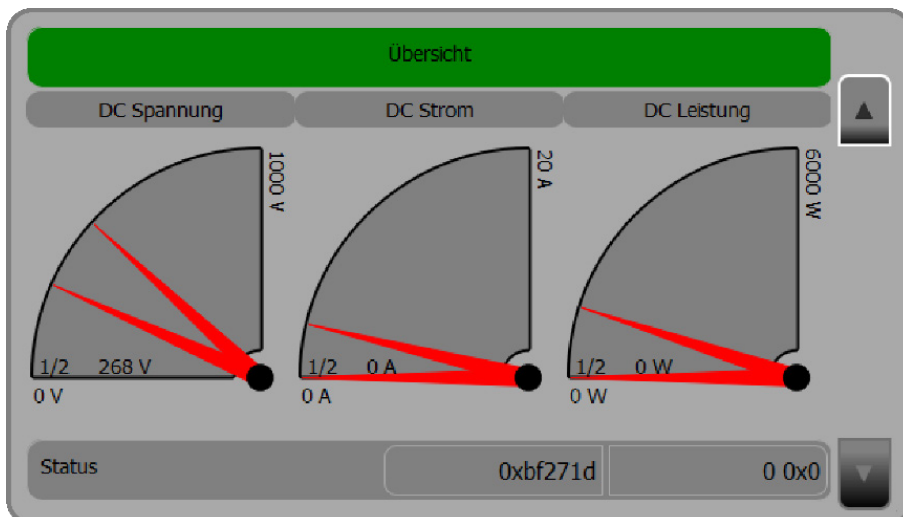 Übersicht
DC Spannung DC Strom DC Leistung
▲
1000 V 20 A 6000 W
1/2 268 V 1/2 0 A 1/2 0 W
0 V 0 A 0 W
Status 0xbf271d 0 0x0
▼